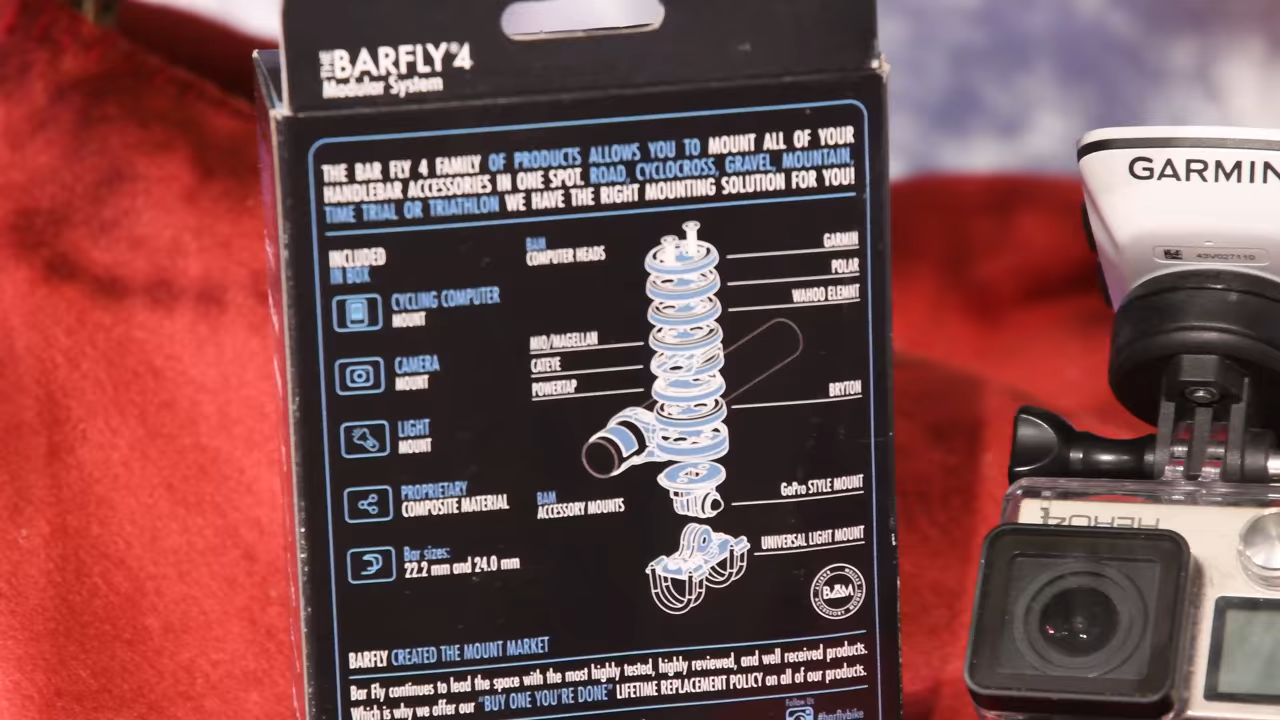 THE BARFLY®4
Modular System
THE BAR FLY 4 FAMILY OF PRODUCTS ALLOWS YOU TO MOUNT ALL OF YOUR
HANDLEBAR ACCESSORIES IN ONE SPOT. ROAD, CYCLOCROSS, GRAVEL, MOUNTAIN,
TIME TRIAL OR TRIATHLON WE HAVE THE RIGHT MOUNTING SOLUTION FOR YOU!
INCLUDED
IN BOX
CYCLING COMPUTER
MOUNT
CAMERA
MOUNT
LIGHT
MOUNT
PROPRIETARY
COMPOSITE MATERIAL
Bar sizes:
22.2 mm and 24.0 mm
BAM
COMPUTER HEADS
GARMIN
POLAR
WAHOO ELEMNT
MIO/MAGELLAN
CATEYE
POWERTAP
BRYTON
BAM
ACCESSORY MOUNTS
GoPro STYLE MOUNT
UNIVERSAL LIGHT MOUNT
BAM
BARFLY CREATED THE MOUNT MARKET
Bar Fly continues to lead the space with the most highly tested, highly reviewed, and well received products.
Which is why we offer our "BUY ONE YOU'RE DONE" LIFETIME REPLACEMENT POLICY on all of our products.
Follow Us
#barflybike
GARMIN
43V027110
HERO4